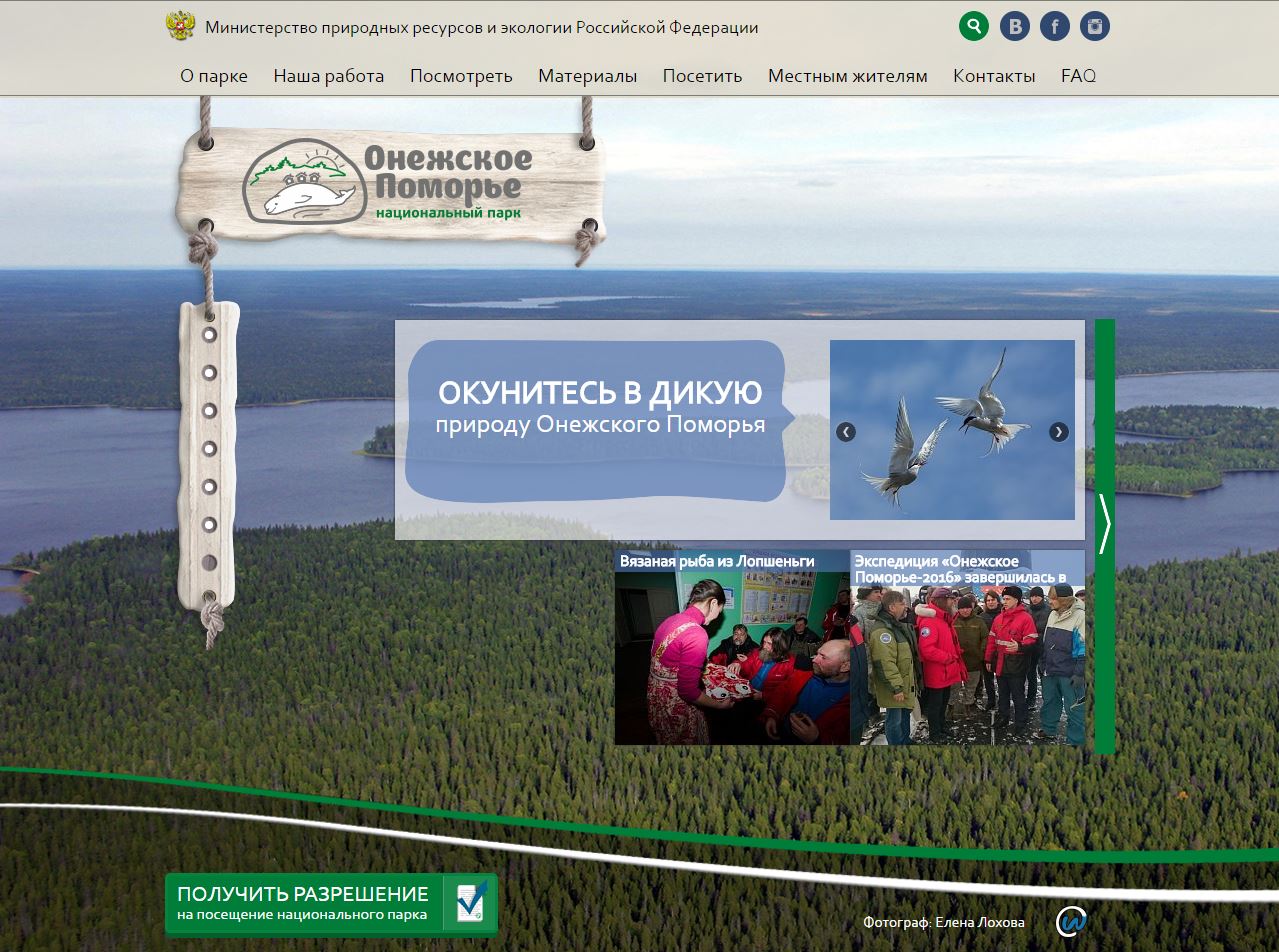 Министерство природных ресурсов и экологии Российской Федерации
О парке Наша работа Посмотреть Материалы Посетить Местным жителям Контакты FAQ
Онежское
Поморье
национальный парк
ОКУНИТЕСЬ В ДИКУЮ
природу Онежского Поморья
Вязаная рыба из Лопшеньги
Экспедиция «Онежское
Поморье-2016» завершилась в
ПОЛУЧИТЬ РАЗРЕШЕНИЕ
на посещение национального парка
Фотограф: Елена Лохова